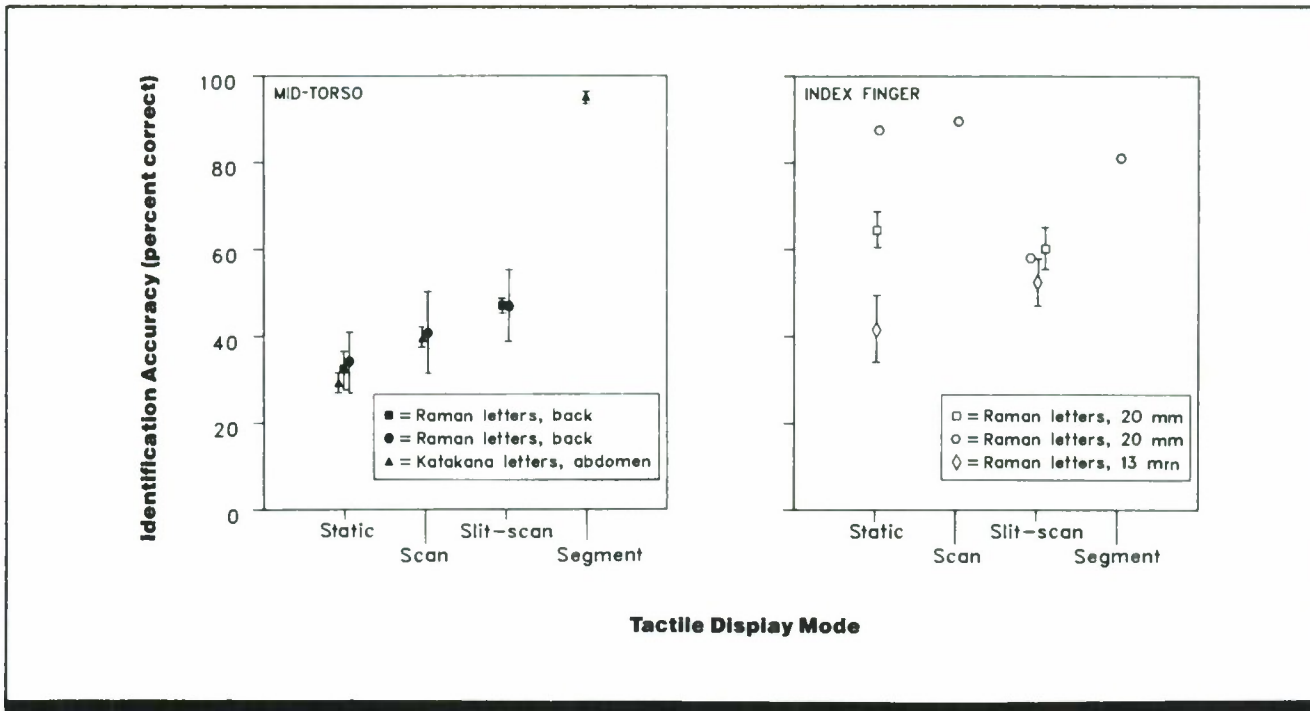 Identification Accuracy (percent correct)
100
80
60
40
20
0
MID-TORSO
■ = Raman letters, back
● = Raman letters, back
▲ = Katakana letters, abdomen
Static
Scan
Slit-scan
Segment
INDEX FINGER
□ = Raman letters, 20 mm
○ = Raman letters, 20 mm
◊ = Raman letters, 13 mm
Static
Scan
Slit-scan
Segment
Tactile Display Mode